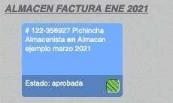 ALMACEN FACTURA ENE 2021
# 122-356927 Pichincha
Almacenista en Almacen
ejemplo marzo 2021
Estado: aprobada